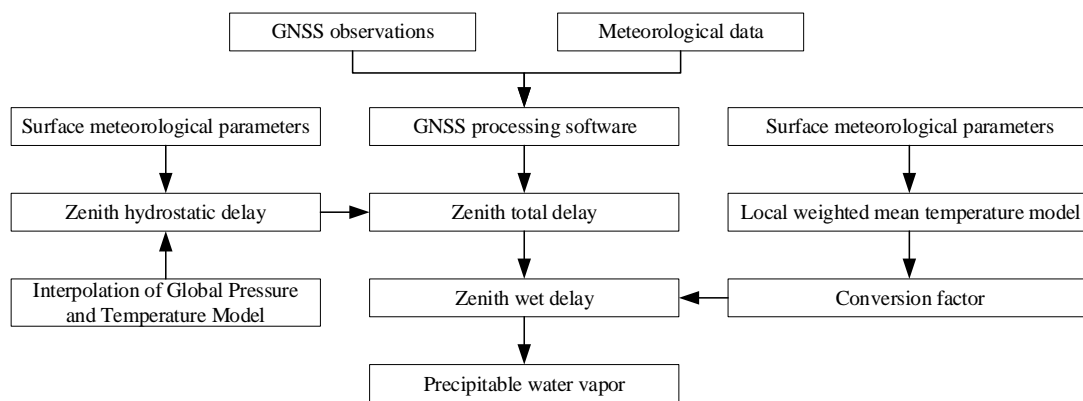 GNSS observations
Meteorological data
Surface meteorological parameters
GNSS processing software
Surface meteorological parameters
Zenith hydrostatic delay
Zenith total delay
Local weighted mean temperature model
Interpolation of Global Pressure
and Temperature Model
Zenith wet delay
Conversion factor
Precipitable water vapor